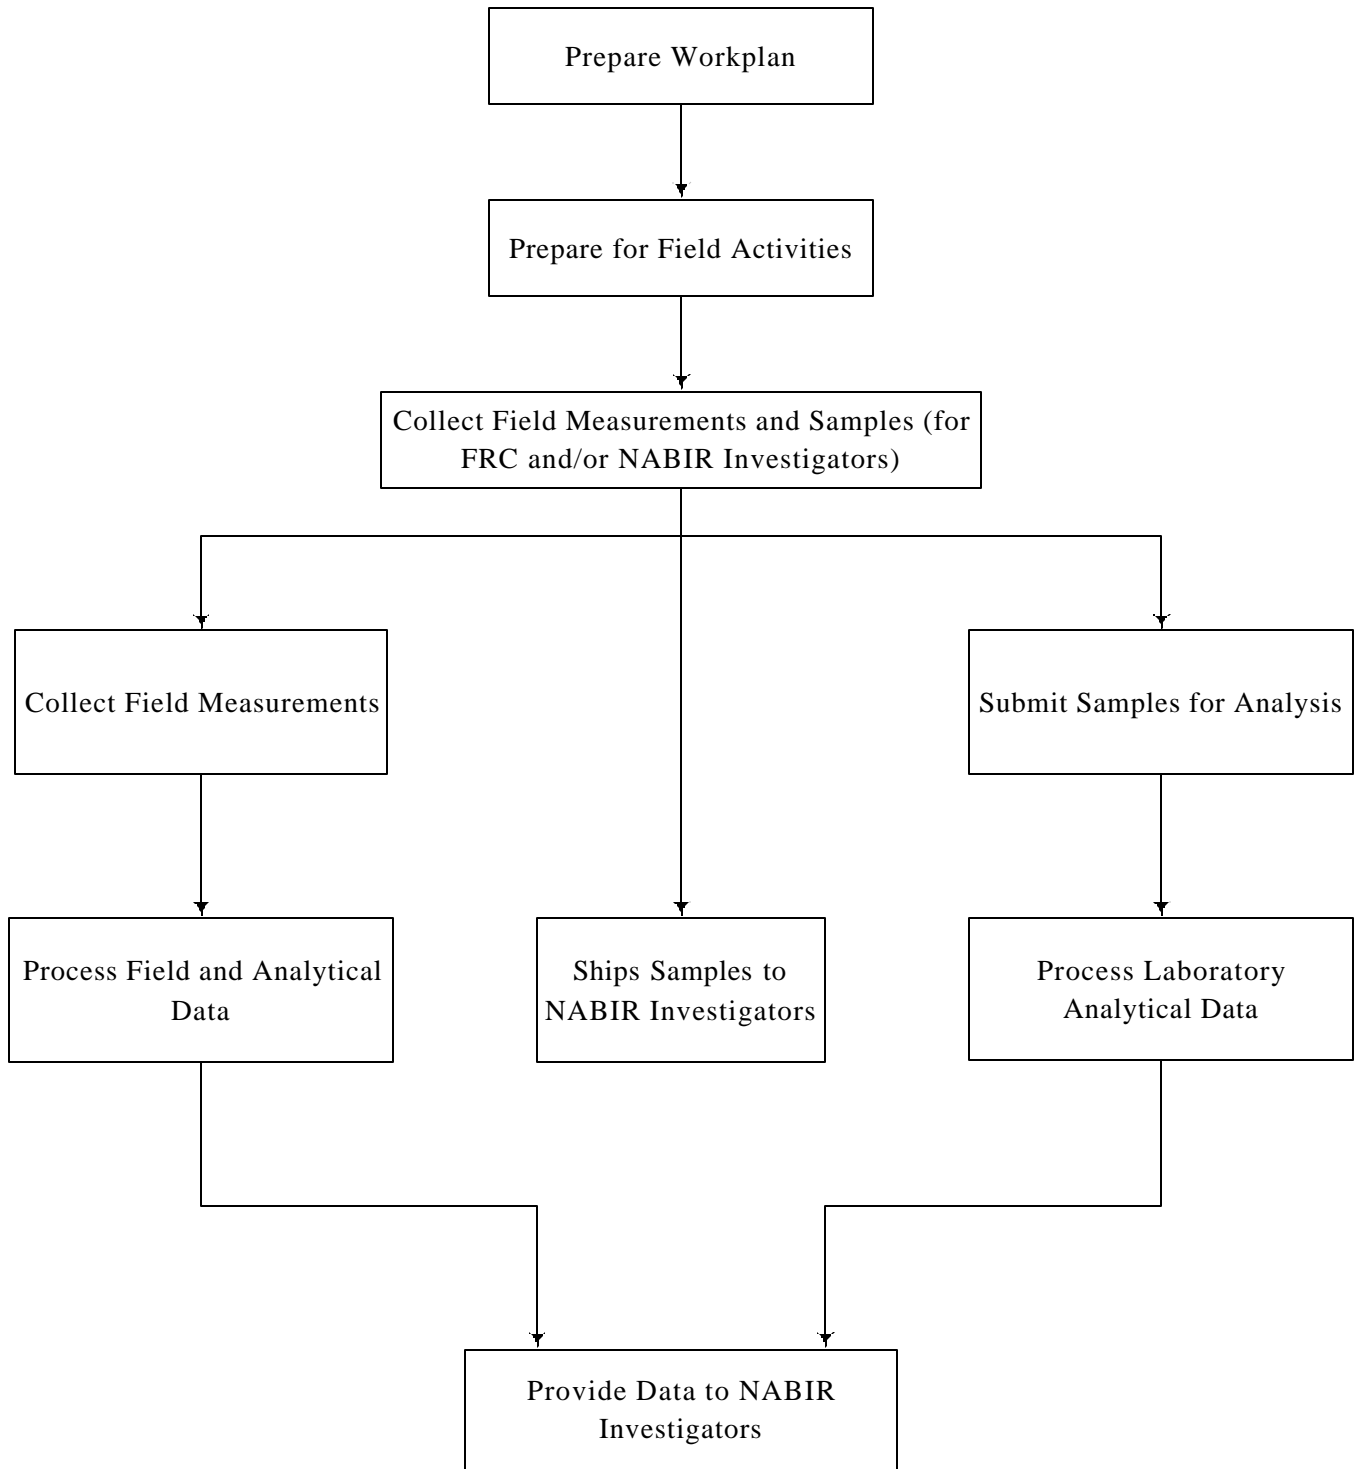 Prepare Workplan
Prepare for Field Activities
Collect Field Measurements and Samples (for
FRC and/or NABIR Investigators)
Collect Field Measurements
Submit Samples for Analysis
Process Field and Analytical
Data
Ships Samples to
NABIR Investigators
Process Laboratory
Analytical Data
Provide Data to NABIR
Investigators